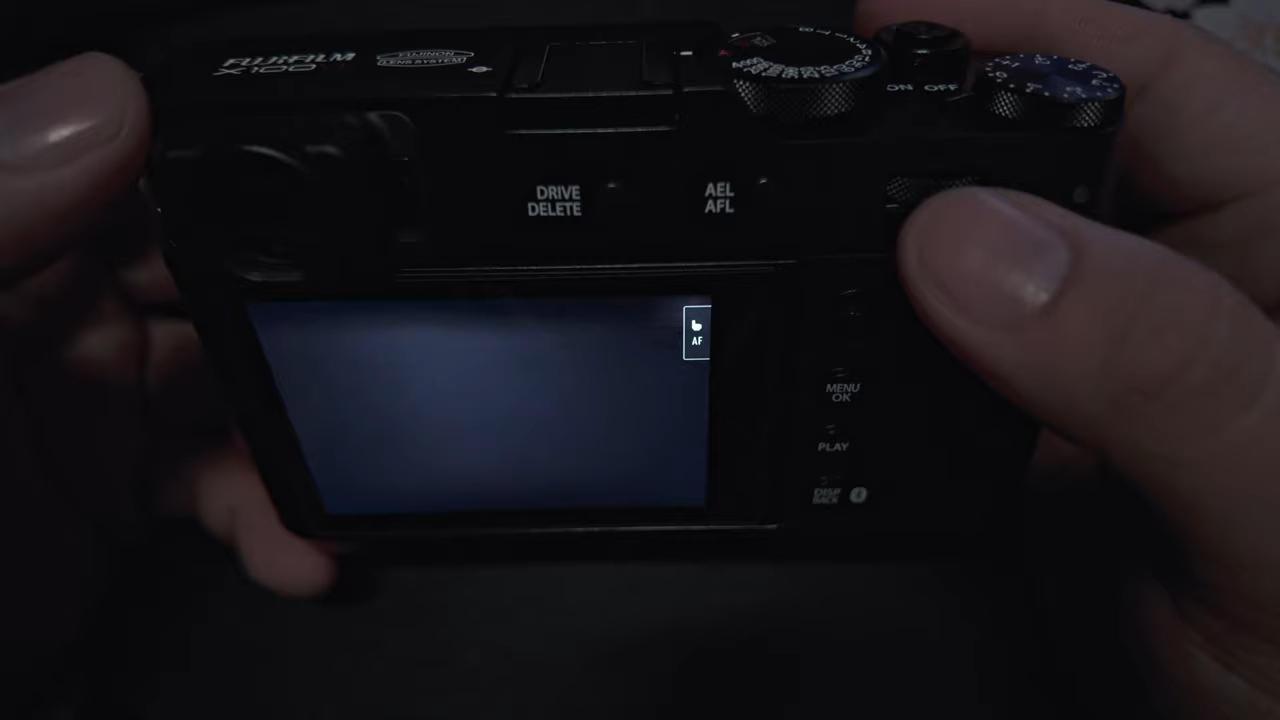 FUJIFILM
X100
FUJINON
LENS SYSTEM
ON OFF
DRIVE
DELETE
AEL
AFL
AF
MENU
OK
PLAY
DISP
BACK